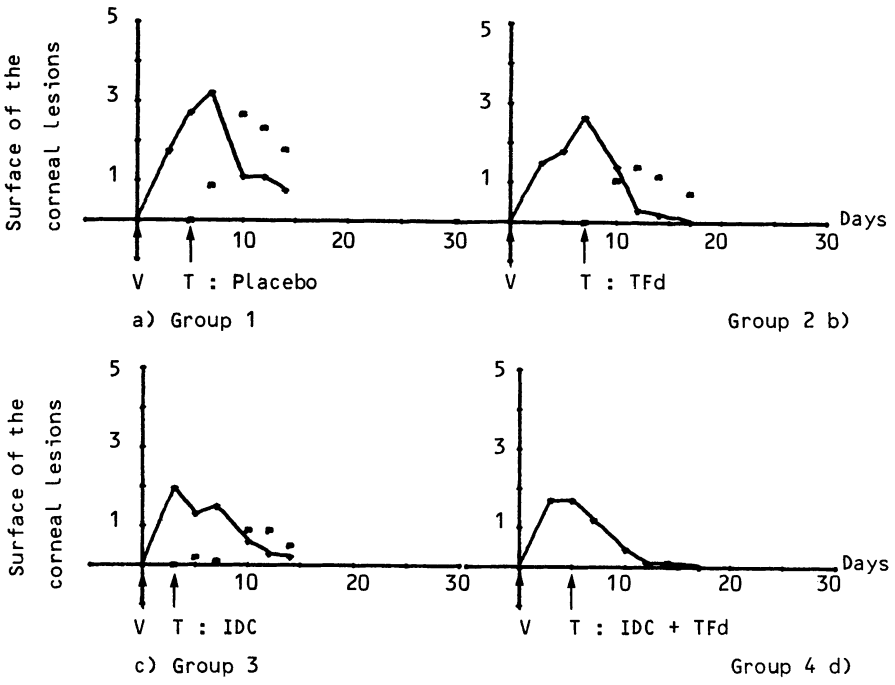 Surface of the
corneal lesions
5
3
1
10
20
30
V
T : Placebo
a) Group 1
5
3
1
10
20
30
Days
V
T : TFd
Group 2 b)
Surface of the
corneal lesions
5
3
1
10
20
30
V
T : IDC
c) Group 3
5
3
1
10
20
30
Days
V
T : IDC + TFd
Group 4 d)